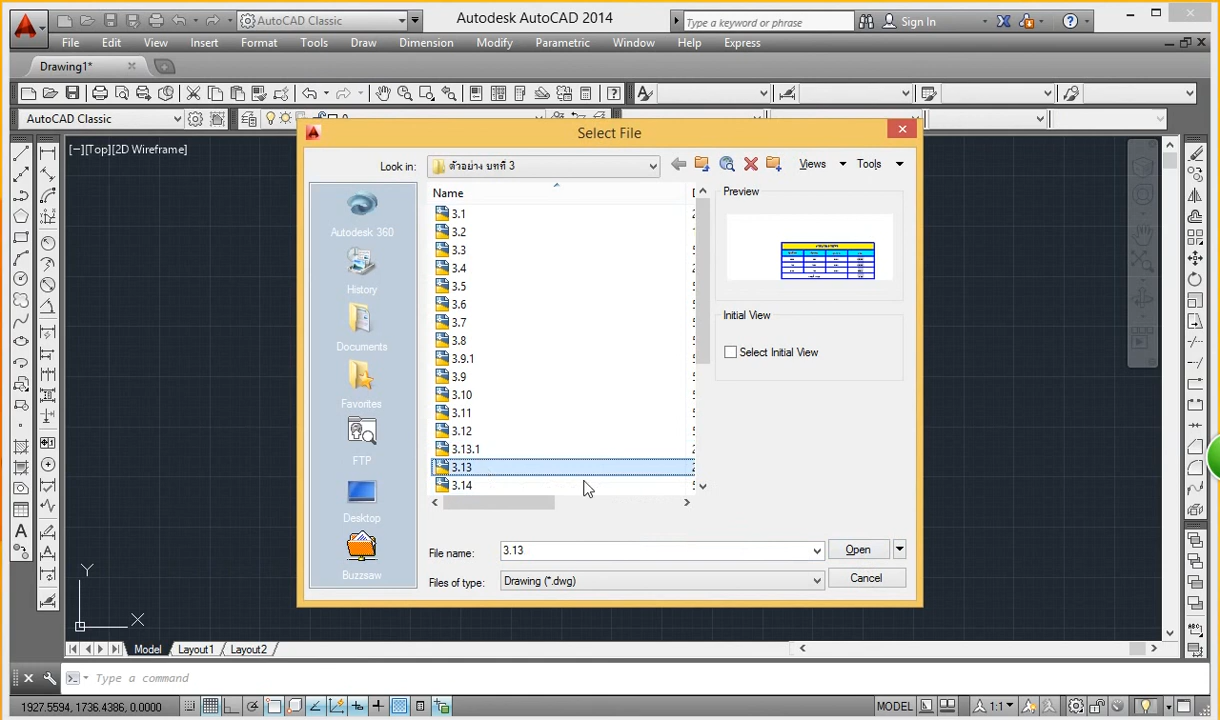 AutoCAD Classic
Autodesk AutoCAD 2014
Type a keyword or phrase
Sign In
File Edit View Insert Format Tools Draw Dimension Modify Parametric Window Help Express
Drawing1*
AutoCAD Classic
[−][Top][2D Wireframe]
Select File
Look in:
ตัวอย่าง บทที่ 3
Views
Tools
Name
3.1
3.2
3.3
3.4
3.5
3.6
3.7
3.8
3.9.1
3.9
3.10
3.11
3.12
3.13.1
3.13
3.14
Autodesk 360
History
Documents
Favorites
FTP
Desktop
Buzzsaw
Preview
Initial View
Select Initial View
File name:
3.13
Open
Files of type:
Drawing (*.dwg)
Cancel
Y
X
Model Layout1 Layout2
Type a command
1927.5594, 1736.4386, 0.0000
MODEL
1:1